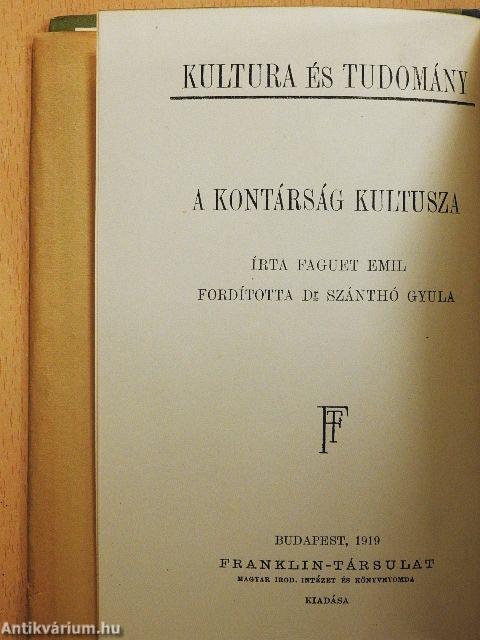 KULTURA ÉS TUDOMÁNY
A KONTÁRSÁG KULTUSZA
ÍRTA FAGUET EMIL
FORDÍTOTTA Dr SZÁNTHÓ GYULA
FT
BUDAPEST, 1919
FRANKLIN-TÁRSULAT
MAGYAR IROD. INTÉZET ÉS KÖNYVNYOMDA
KIADÁSA
Antikvárium.hu